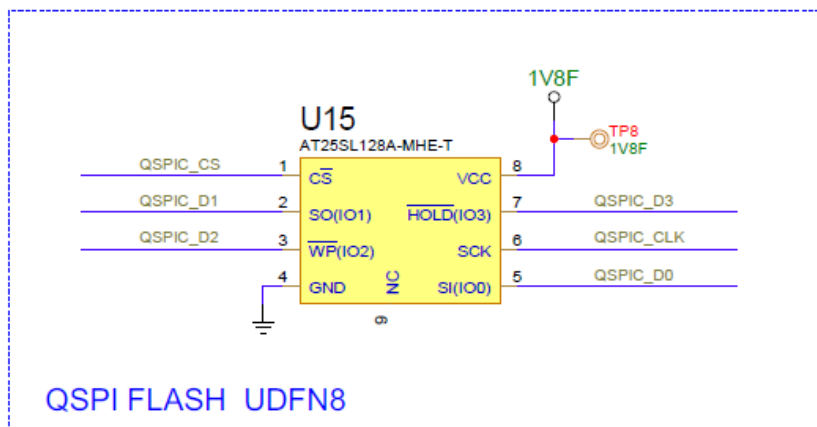 1V8F
U15
AT25SL128A-MHE-T
TP8
1V8F
QSPIC_CS 1 CS VCC 8
QSPIC_D1 2 SO(IO1) HOLD(IO3) 7 QSPIC_D3
QSPIC_D2 3 WP(IO2) SCK 6 QSPIC_CLK
4 GND NC SI(IO0) 5 QSPIC_D0
9
QSPI FLASH UDFN8